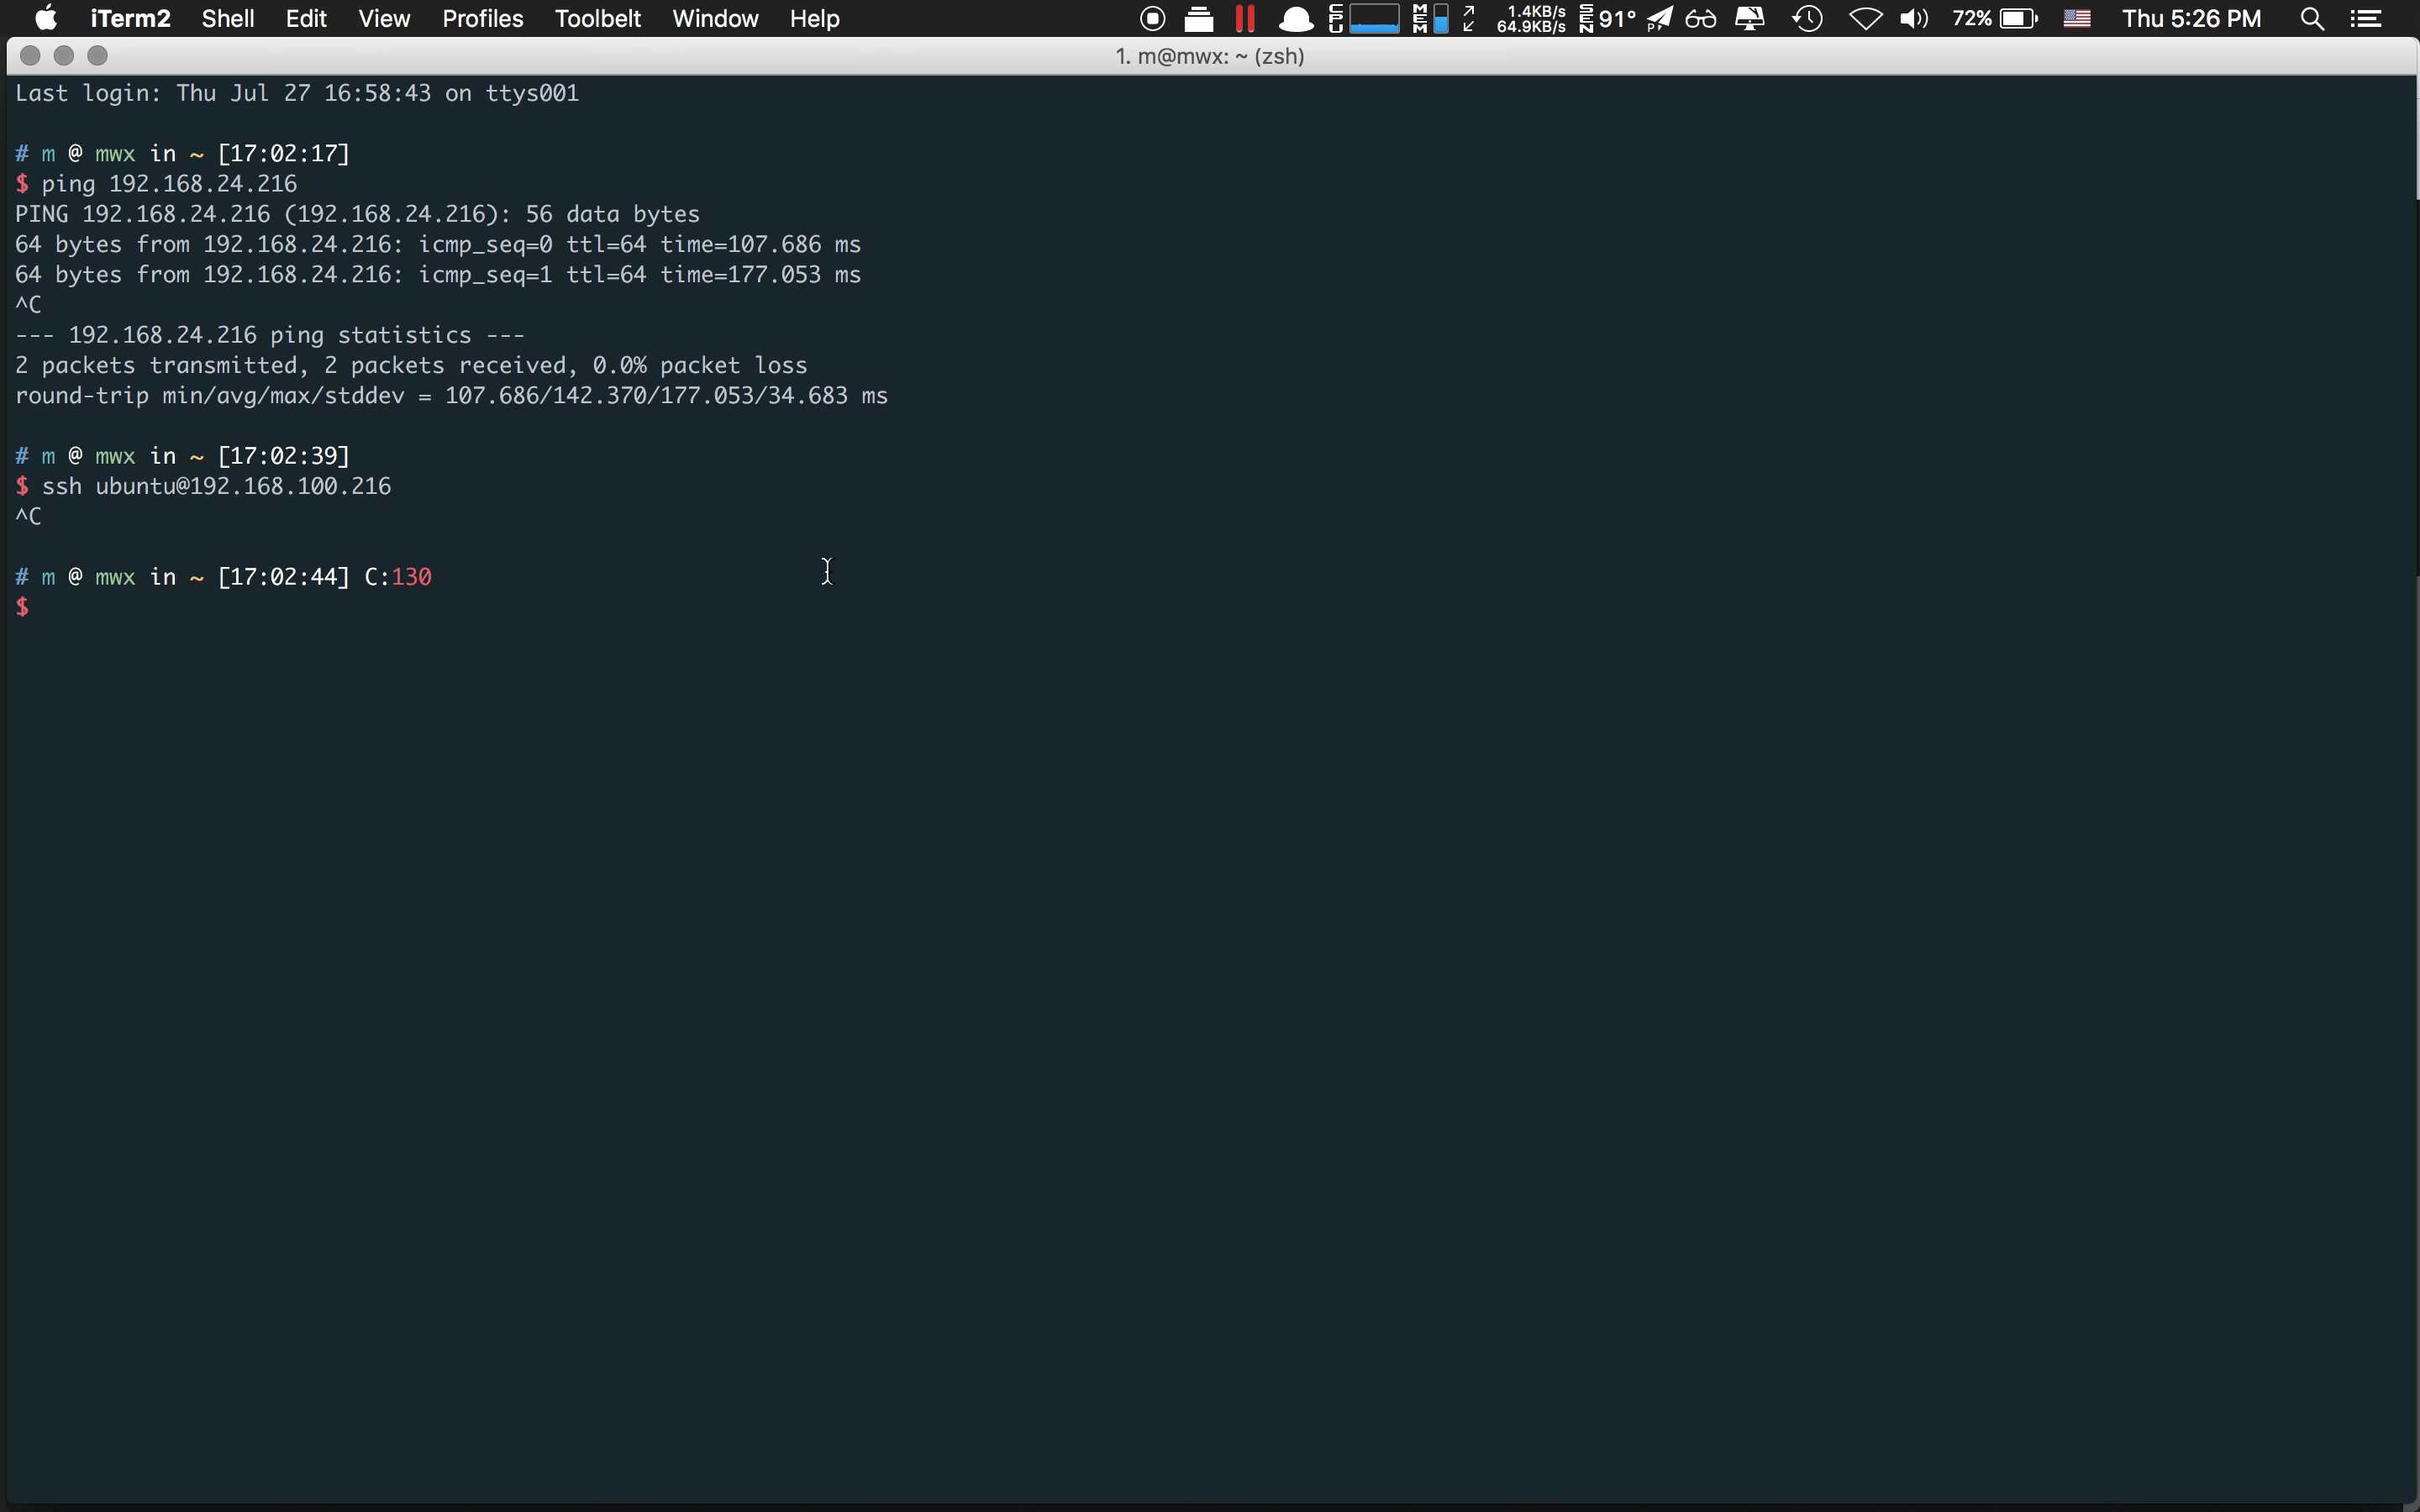 iTerm2 Shell Edit View Profiles Toolbelt Window Help CPU MEM 1.4KB/s 64.9KB/s SEN 91° P 72% Thu 5:26 PM
1. m@mwx: ~ (zsh)
Last login: Thu Jul 27 16:58:43 on ttys001
# m @ mwx in ~ [17:02:17]
$ ping 192.168.24.216
PING 192.168.24.216 (192.168.24.216): 56 data bytes
64 bytes from 192.168.24.216: icmp_seq=0 ttl=64 time=107.686 ms
64 bytes from 192.168.24.216: icmp_seq=1 ttl=64 time=177.053 ms
^C
--- 192.168.24.216 ping statistics ---
2 packets transmitted, 2 packets received, 0.0% packet loss
round-trip min/avg/max/stddev = 107.686/142.370/177.053/34.683 ms
# m @ mwx in ~ [17:02:39]
$ ssh ubuntu@192.168.100.216
^C
# m @ mwx in ~ [17:02:44] C:130
$